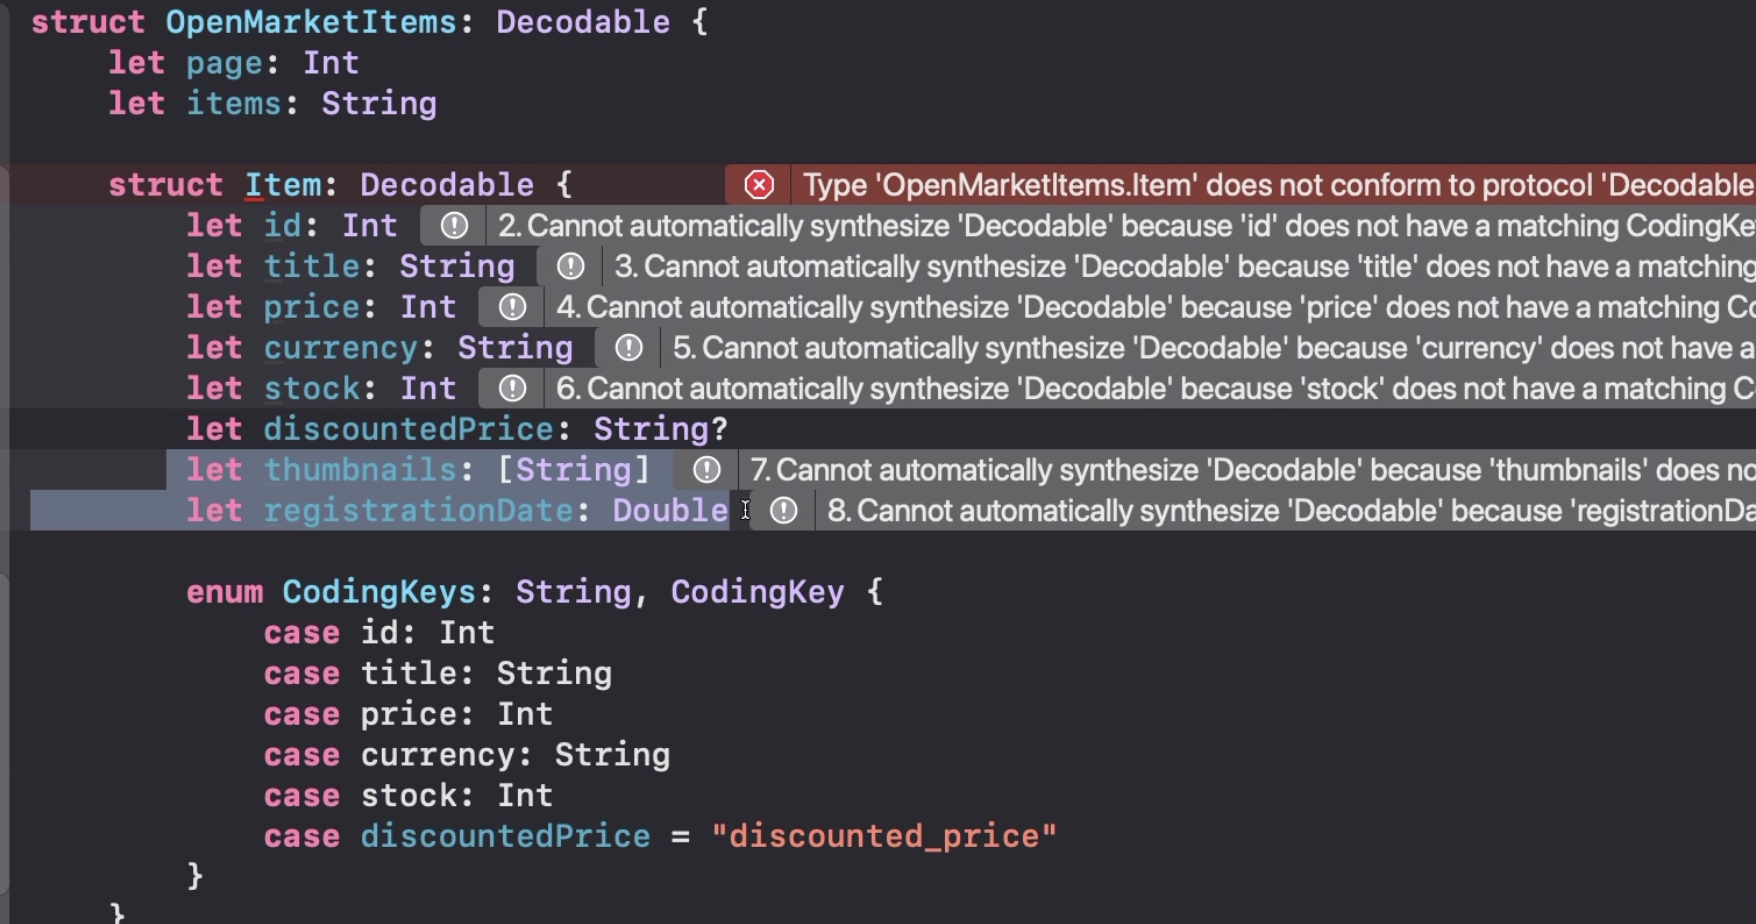 struct OpenMarketItems: Decodable {
let page: Int
let items: String
struct Item: Decodable { Type 'OpenMarketItems.Item' does not conform to protocol 'Decodable
let id: Int 2. Cannot automatically synthesize 'Decodable' because 'id' does not have a matching CodingKe
let title: String 3. Cannot automatically synthesize 'Decodable' because 'title' does not have a matching
let price: Int 4. Cannot automatically synthesize 'Decodable' because 'price' does not have a matching Co
let currency: String 5. Cannot automatically synthesize 'Decodable' because 'currency' does not have a
let stock: Int 6. Cannot automatically synthesize 'Decodable' because 'stock' does not have a matching C
let discountedPrice: String?
let thumbnails: [String] 7. Cannot automatically synthesize 'Decodable' because 'thumbnails' does no
let registrationDate: Double 8. Cannot automatically synthesize 'Decodable' because 'registrationDa
enum CodingKeys: String, CodingKey {
case id: Int
case title: String
case price: Int
case currency: String
case stock: Int
case discountedPrice = "discounted_price"
}
}